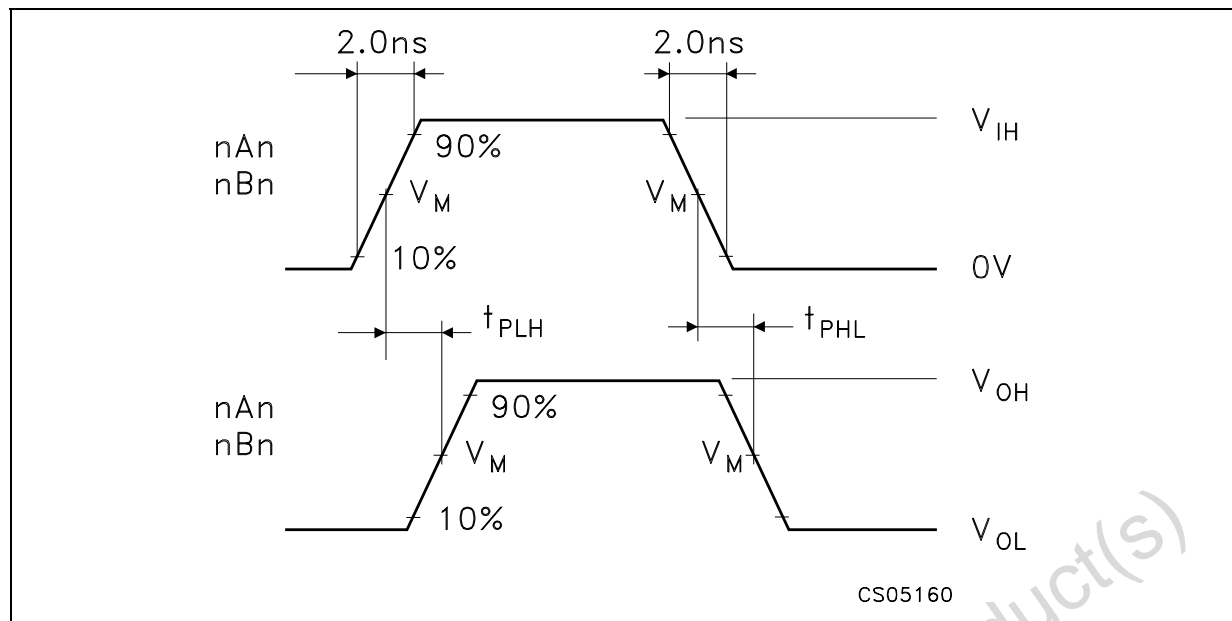 2.0ns 2.0ns
nAn
nBn
90%
V_M V_M
10%
V_IH
0V
t_PLH t_PHL
nAn
nBn
90%
V_M V_M
10%
V_OH
V_OL
CS05160